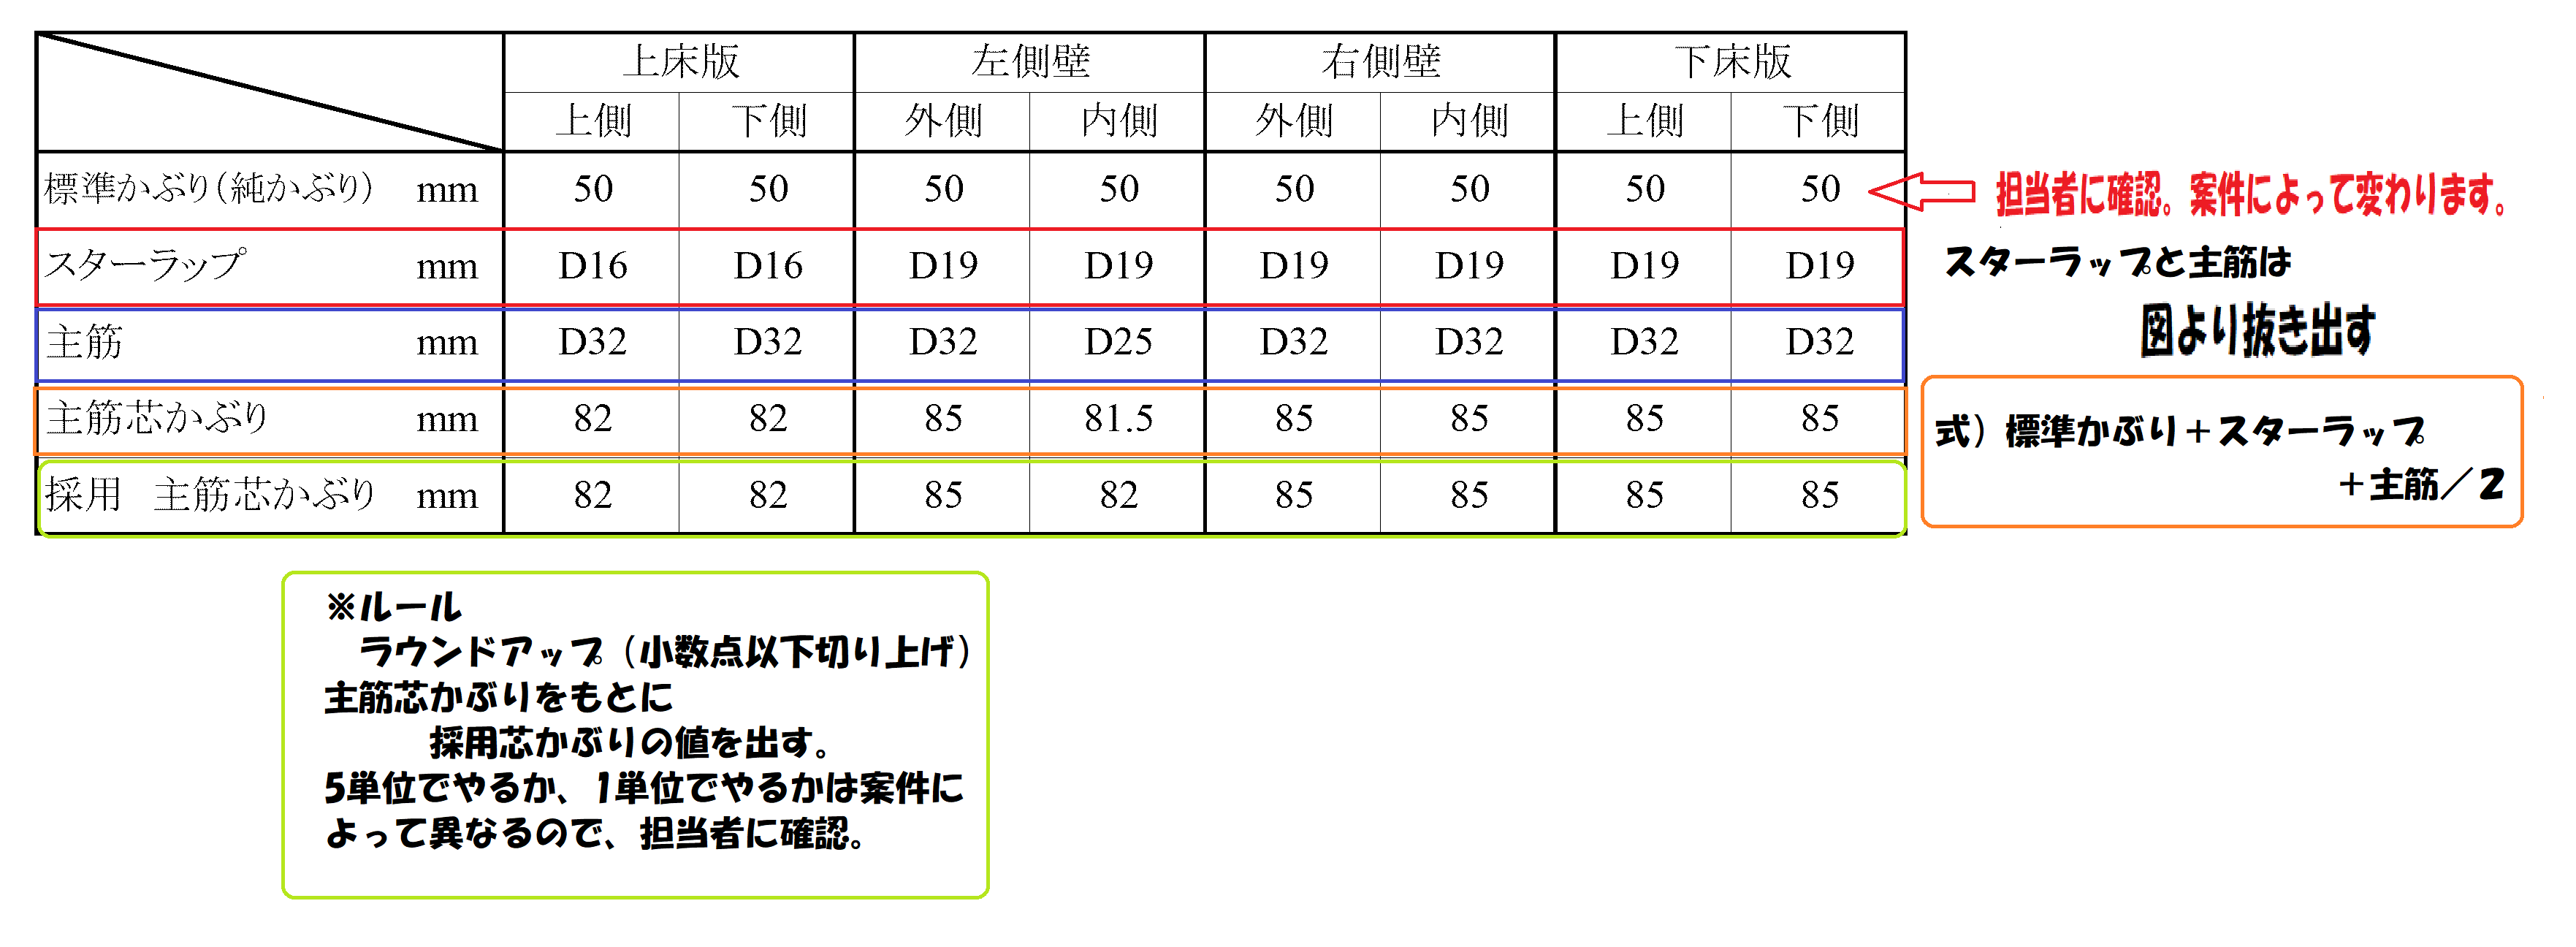 上床版 左側壁 右側壁 下床版
上側 下側 外側 内側 外側 内側 上側 下側
標準かぶり(純かぶり) mm 50 50 50 50 50 50 50 50
担当者に確認。案件によって変わります。
スターラップ mm D16 D16 D19 D19 D19 D19 D19 D19
スターラップと主筋は
図より抜き出す
主筋 mm D32 D32 D32 D25 D32 D32 D32 D32
主筋芯かぶり mm 82 82 85 81.5 85 85 85 85
式)標準かぶり+スターラップ
+主筋/2
採用 主筋芯かぶり mm 82 82 85 82 85 85 85 85
※ルール
ラウンドアップ(小数点以下切り上げ)
主筋芯かぶりをもとに
採用芯かぶりの値を出す。
5単位でやるか、1単位でやるかは案件に
よって異なるので、担当者に確認。